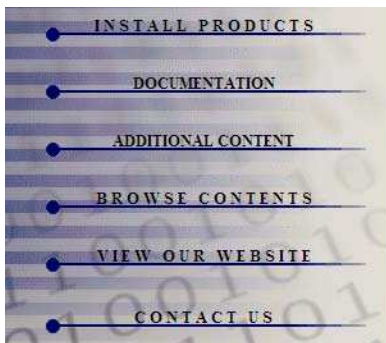 INSTALL PRODUCTS
DOCUMENTATION
ADDITIONAL CONTENT
BROWSE CONTENTS
VIEW OUR WEBSITE
CONTACT US